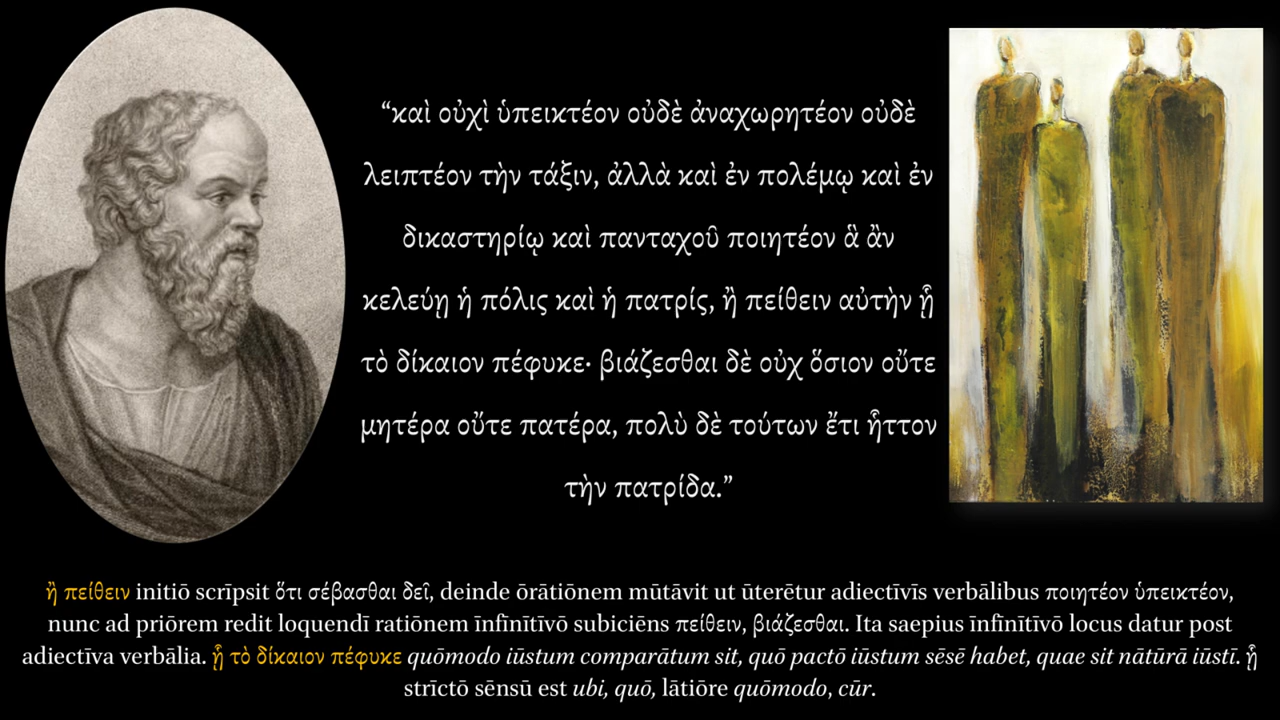 “καὶ οὐχὶ ὑπεικτέον οὐδὲ ἀναχωρητέον οὐδὲ
λειπτέον τὴν τάξιν, ἀλλὰ καὶ ἐν πολέμῳ καὶ ἐν
δικαστηρίῳ καὶ πανταχοῦ ποιητέον ἃ ἂν
κελεύῃ ἡ πόλις καὶ ἡ πατρίς, ἢ πείθειν αὐτὴν ᾗ
τὸ δίκαιον πέφυκε· βιάζεσθαι δὲ οὐχ ὅσιον οὔτε
μητέρα οὔτε πατέρα, πολὺ δὲ τούτων ἔτι ἧττον
τὴν πατρίδα.”
ἢ πείθειν initiō scrīpsit ὅτι σέβασθαι δεῖ, deinde ōrātiōnem mūtāvit ut ūterētur adiectīvīs verbālibus ποιητέον ὑπεικτέον,
nunc ad priōrem redit loquendī ratiōnem īnfīnītīvō subiciēns πείθειν, βιάζεσθαι. Ita saepius īnfīnītīvō locus datur post
adiectīva verbālia. ᾗ τὸ δίκαιον πέφυκε quōmodo iūstum comparātum sit, quō pactō iūstum sēsē habet, quae sit nātūrā iūstī. ᾗ
strīctō sēnsū est ubi, quō, lātiōre quōmodo, cūr.